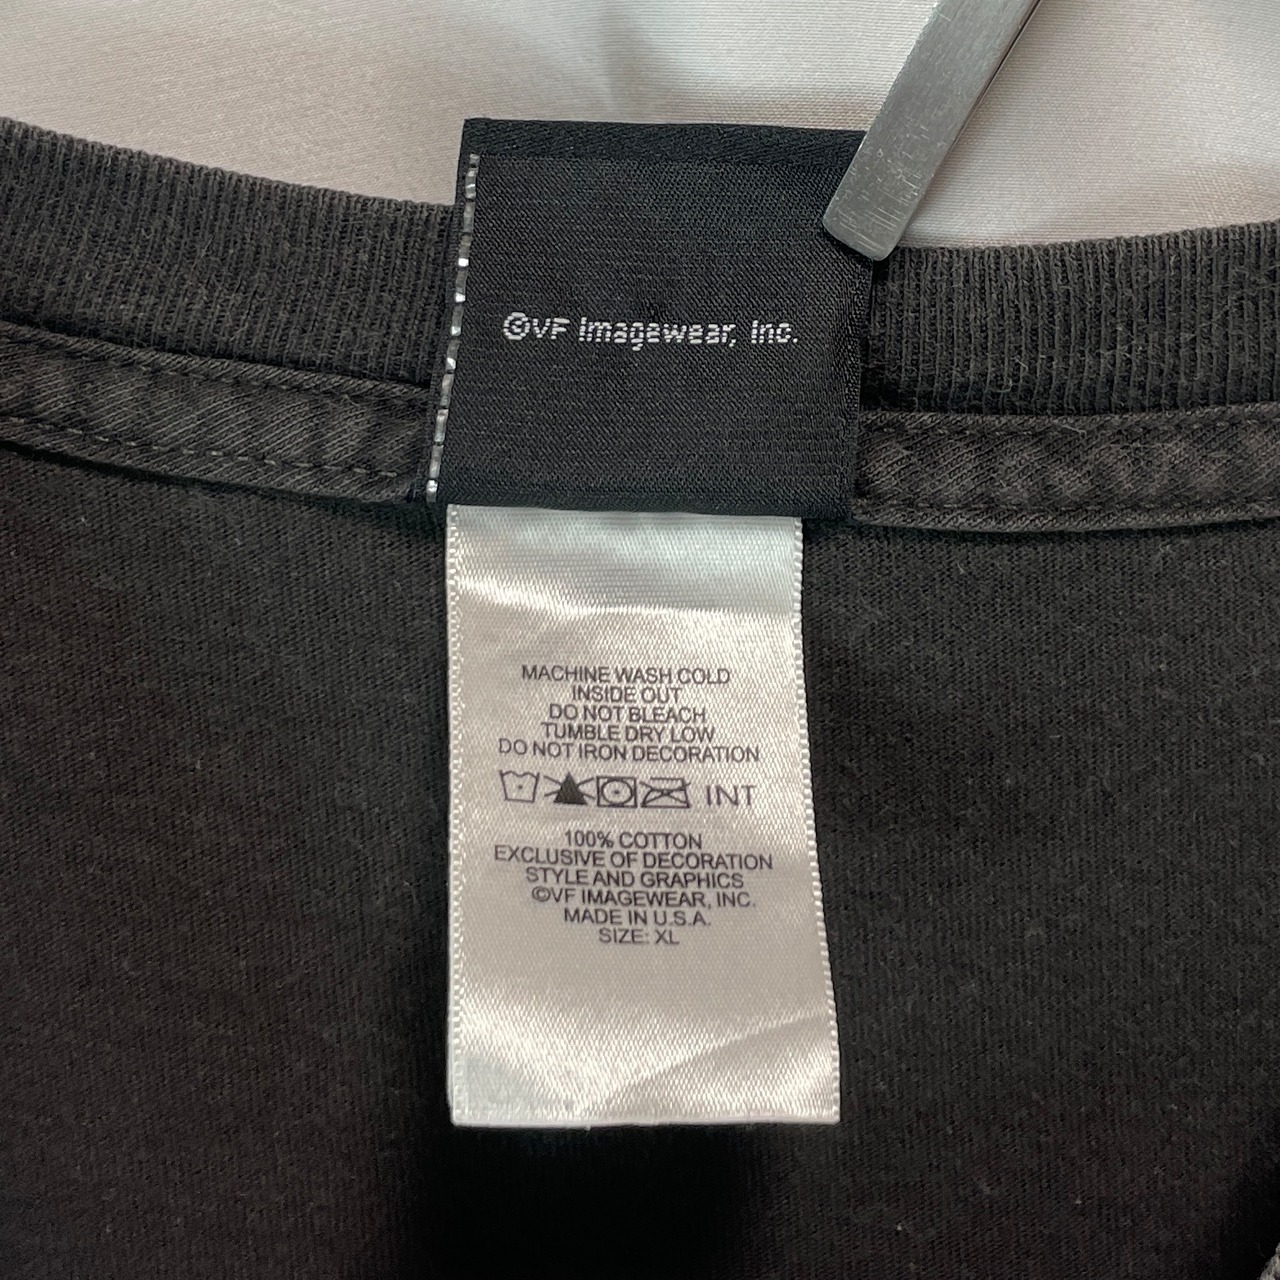 ©VF Imagewear, Inc.
MACHINE WASH COLD
INSIDE OUT
DO NOT BLEACH
TUMBLE DRY LOW
DO NOT IRON DECORATION
INT
100% COTTON
EXCLUSIVE OF DECORATION
STYLE AND GRAPHICS
©VF IMAGEWEAR, INC.
MADE IN U.S.A.
SIZE: XL